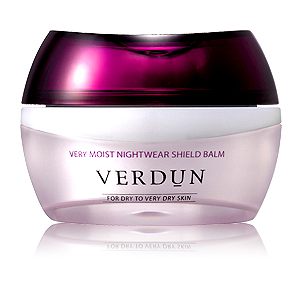 VERY MOIST NIGHTWEAR SHIELD BALM
VERDUN
FOR DRY TO VERY DRY SKIN